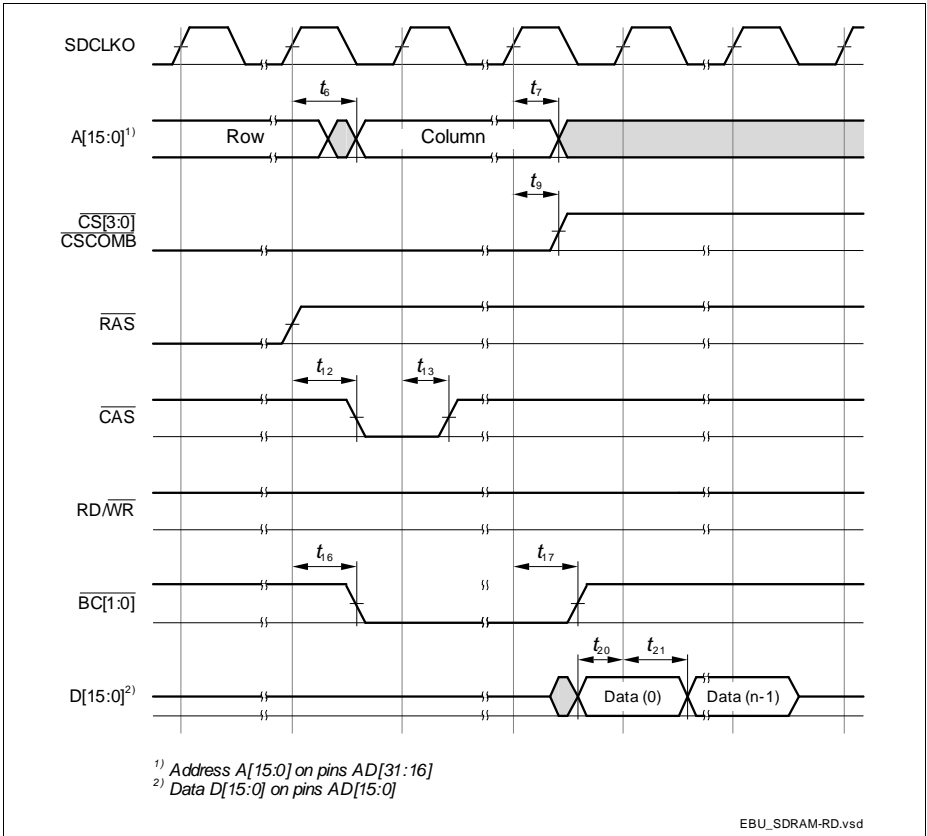 SDCLKO
t6
t7
A[15:0]1)
Row
Column
t9
CS[3:0]
CSCOMB
RAS
t12
t13
CAS
RD/WR
t16
t17
BC[1:0]
t20
t21
D[15:0]2)
Data (0)
Data (n-1)
1) Address A[15:0] on pins AD[31:16]
2) Data D[15:0] on pins AD[15:0]
EBU_SDRAM-RD.vsd